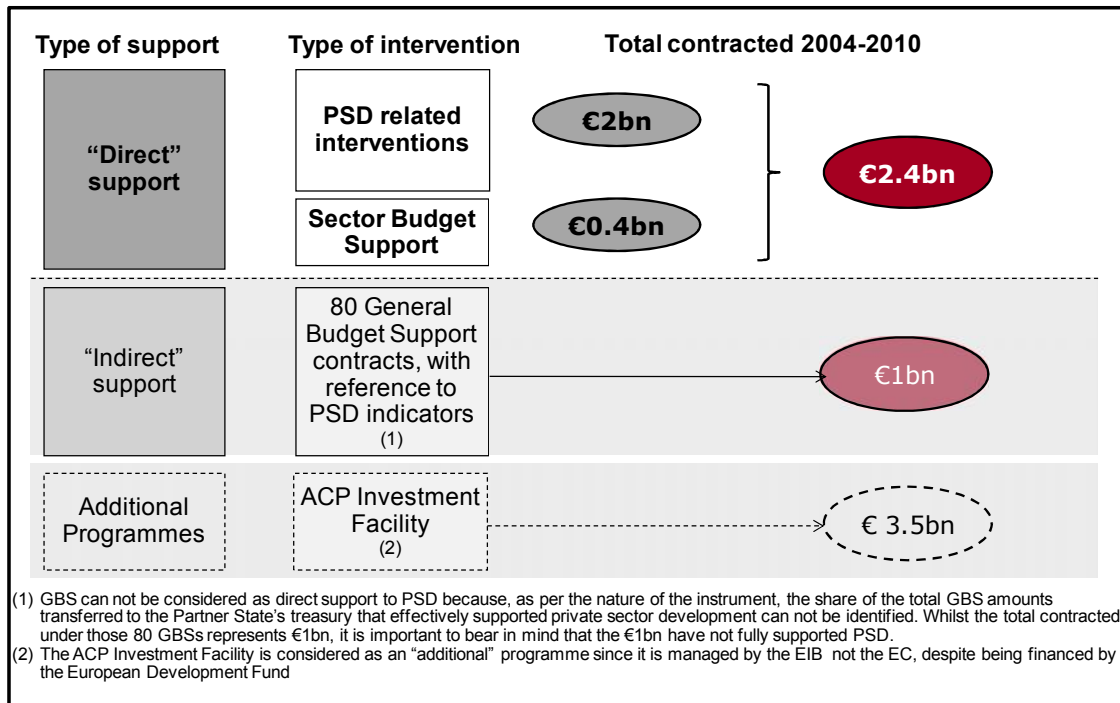 Type of support Type of intervention Total contracted 2004-2010
“Direct”
support
PSD related
interventions
€2bn
Sector Budget
Support
€0.4bn
€2.4bn
“Indirect”
support
80 General
Budget Support
contracts, with
reference to
PSD indicators
(1)
€1bn
Additional
Programmes
ACP Investment
Facility
(2)
€ 3.5bn
(1) GBS can not be considered as direct support to PSD because, as per the nature of the instrument, the share of the total GBS amounts
transferred to the Partner State’s treasury that effectively supported private sector development can not be identified. Whilst the total contracted
under those 80 GBSs represents €1bn, it is important to bear in mind that the €1bn have not fully supported PSD.
(2) The ACP Investment Facility is considered as an “additional” programme since it is managed by the EIB not the EC, despite being financed by
the European Development Fund